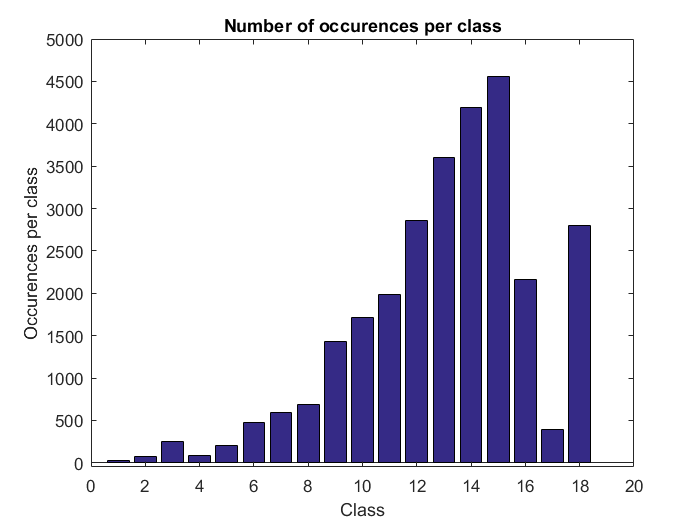 Number of occurences per class
5000
4500
4000
3500
3000
2500
2000
1500
1000
500
0
Occurences per class
0 2 4 6 8 10 12 14 16 18 20
Class